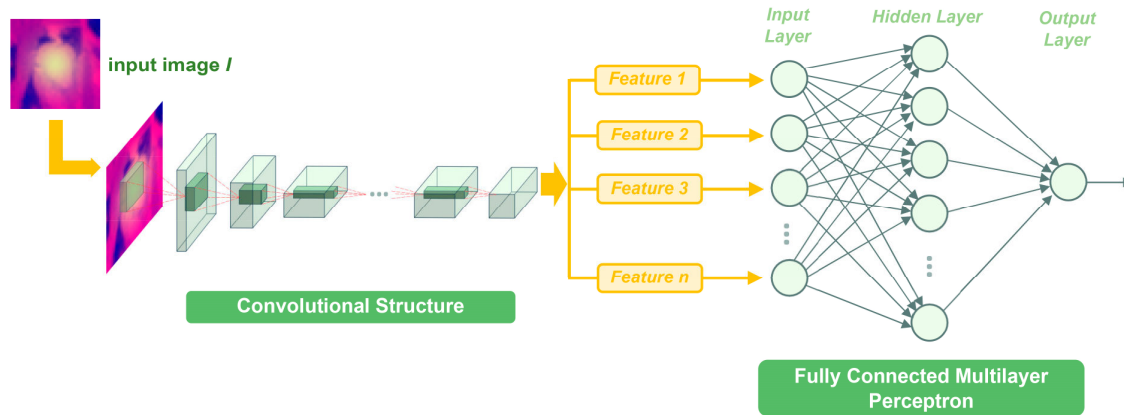 input image I
Convolutional Structure
Feature 1
Feature 2
Feature 3
Feature n
Input
Layer
Hidden Layer
Output
Layer
Fully Connected Multilayer
Perceptron